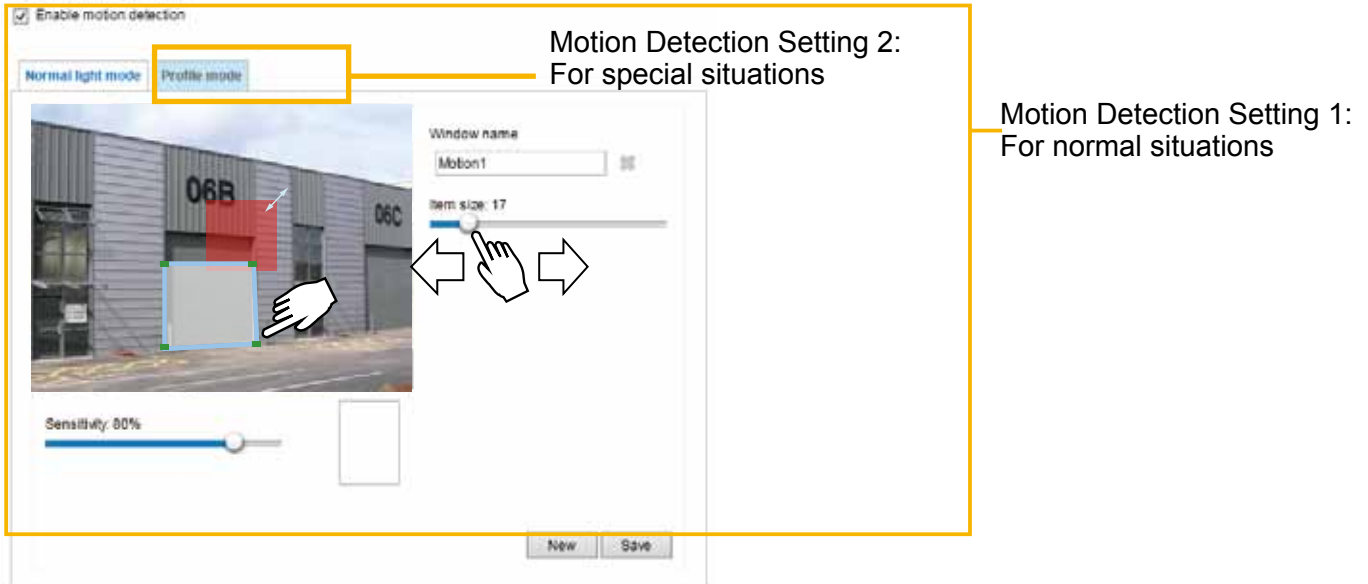 Enable motion detection
Motion Detection Setting 2:
For special situations
Normal light mode
Profile mode
Motion Detection Setting 1:
For normal situations
Window name
Motion1
06B
06C
Item size: 17
Sensitivity: 80%
New
Save